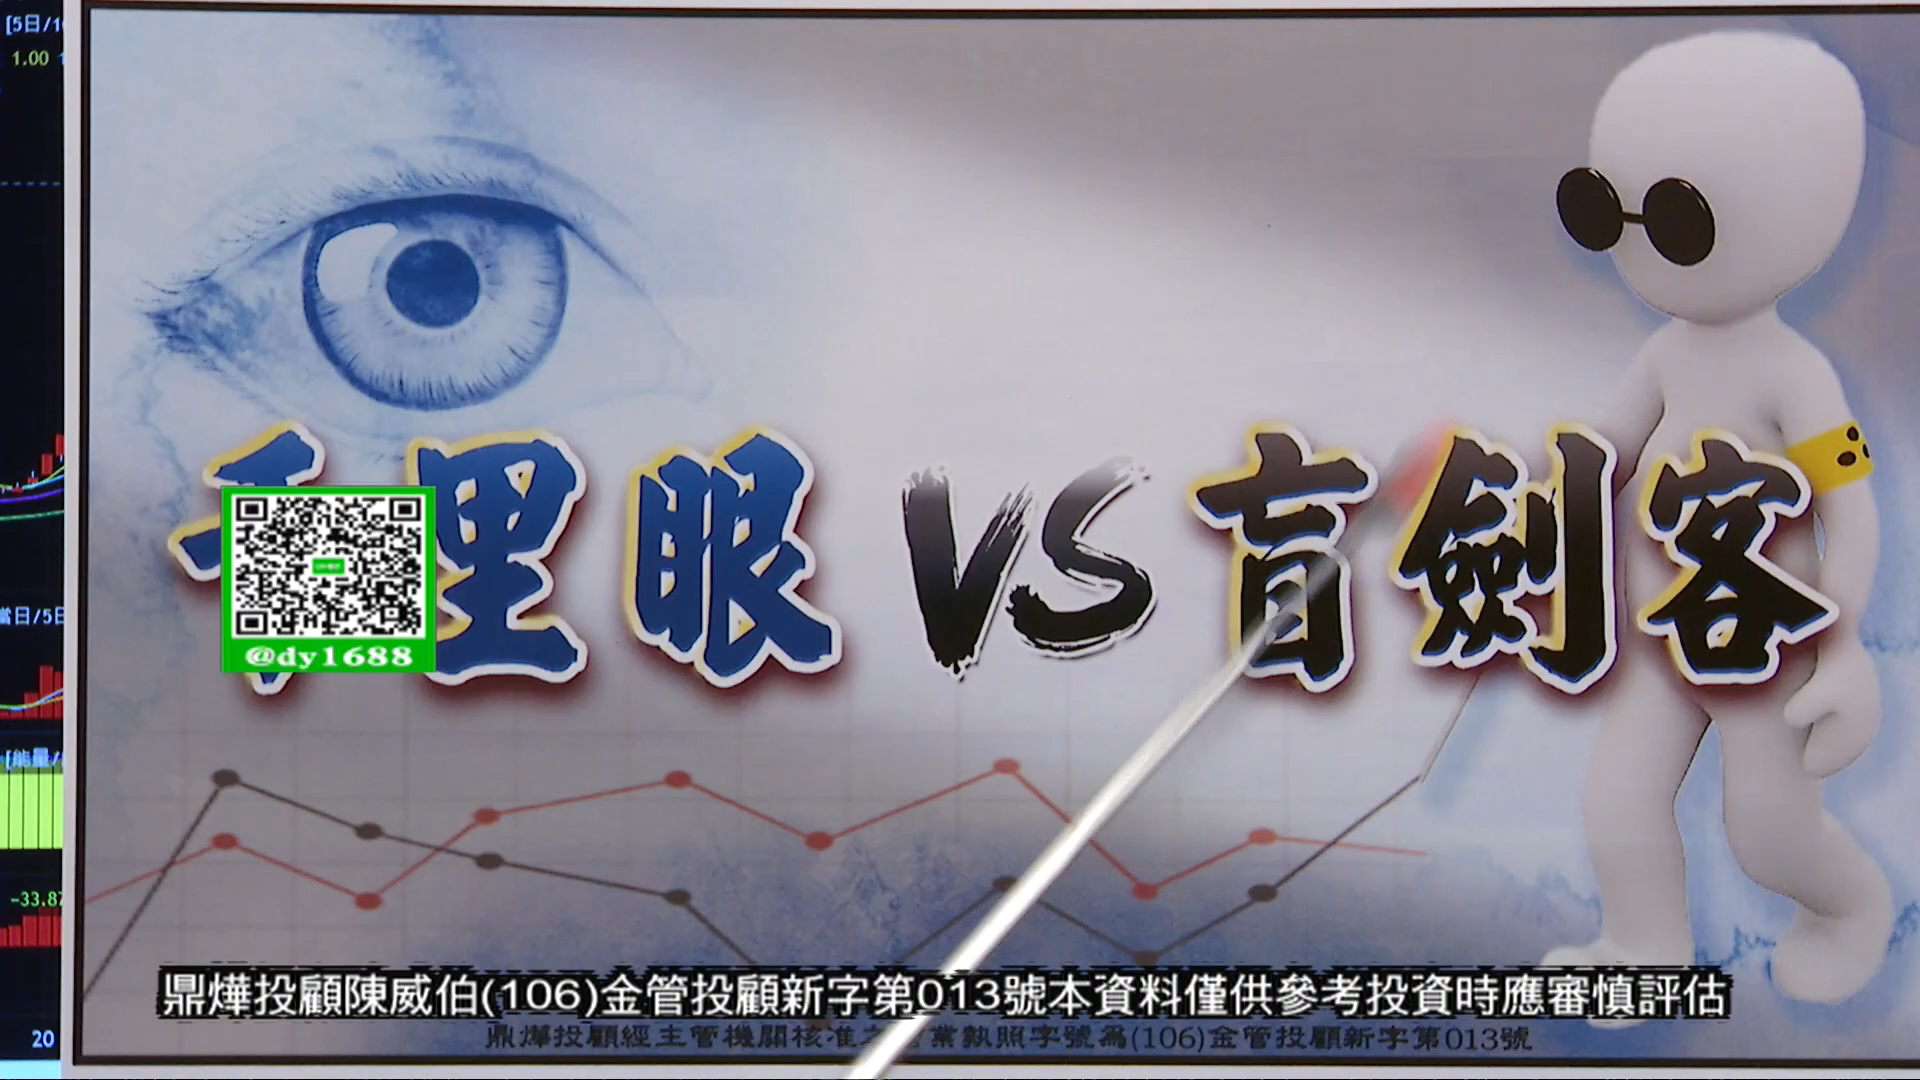 [5日/1
1.00
千里眼 VS 盲劍客
@dy1688
當日/5日
[能量/
-33.87
鼎燁投顧陳威伯(106)金管投顧新字第013號本資料僅供參考投資時應審慎評估
鼎燁投顧經主管機關核准之營業執照字號為(106)金管投顧新字第013號
20